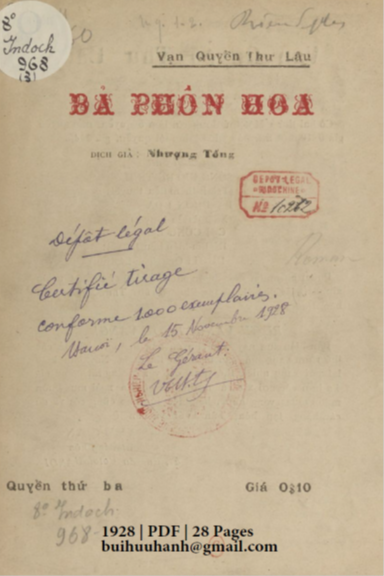 8°
Indoch
968
(3)
Vạn Quyển Thư Lâu
BẢ PHỒN HOA
DỊCH GIẢ: Nhượng Tống
DEPOT LEGAL
INDOCHINE
Nº 10282
Dépôt légal
Certifié tirage
conforme 1000 exemplaires.
Hanoi, le 15 Novembre 1928
Le Gérant.
Quyển thứ ba
Giá 0$10
8° Indoch.
968
1928 | PDF | 28 Pages
buihuuhanh@gmail.com